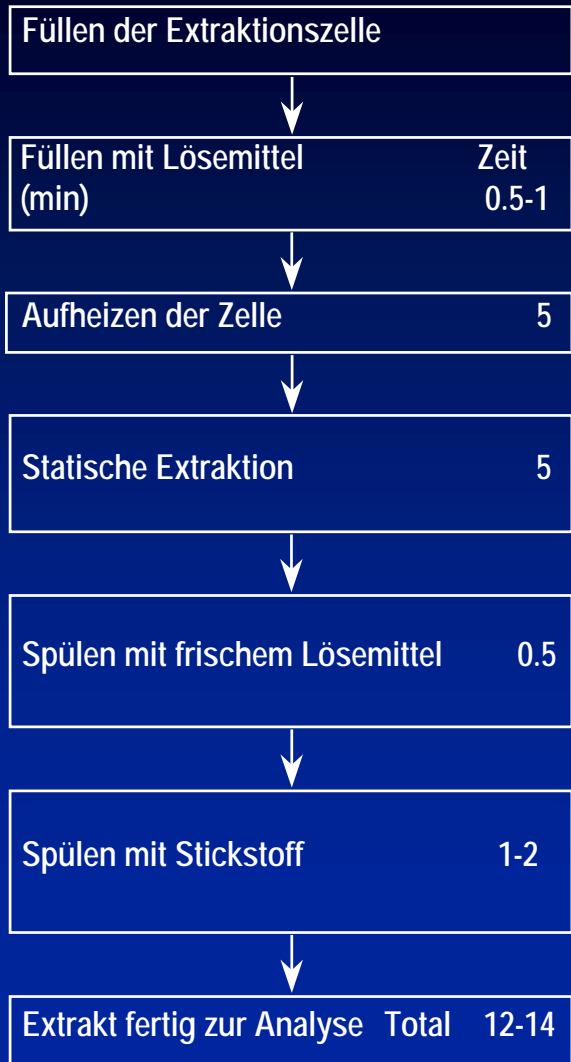 Füllen der Extraktionszelle
Füllen mit Lösemittel Zeit
(min) 0.5-1
Aufheizen der Zelle 5
Statische Extraktion 5
Spülen mit frischem Lösemittel 0.5
Spülen mit Stickstoff 1-2
Extrakt fertig zur Analyse Total 12-14